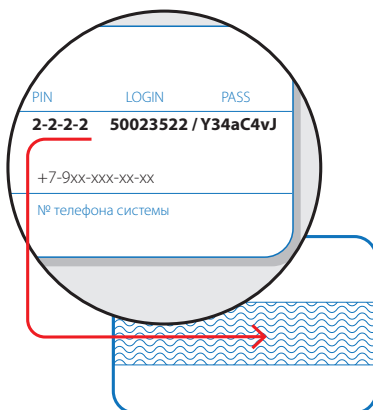 PIN LOGIN PASS
2-2-2-2 50023522 / Y34aC4vJ
+7-9xx-xxx-xx-xx
№ телефона системы